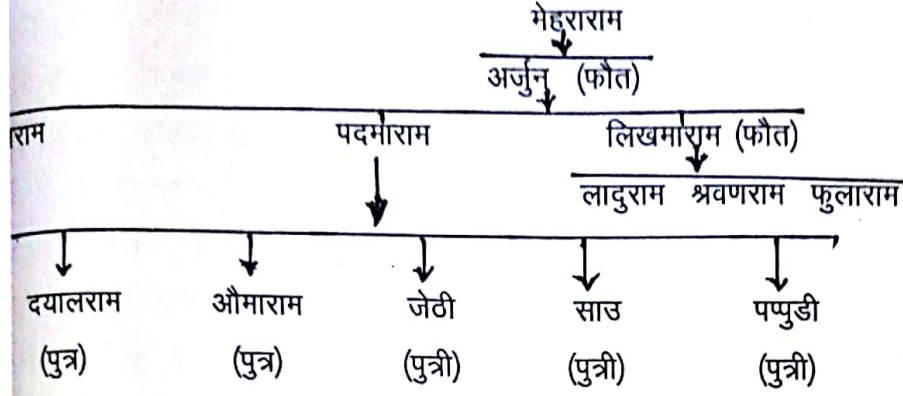 मेहराराम
अर्जुन (फौत)
राम पदमाराम लिखमाराम (फौत)
लादुराम श्रवणराम फुलाराम
दयालराम औमाराम जेठी साउ पप्पुडी
(पुत्र) (पुत्र) (पुत्री) (पुत्री) (पुत्री)